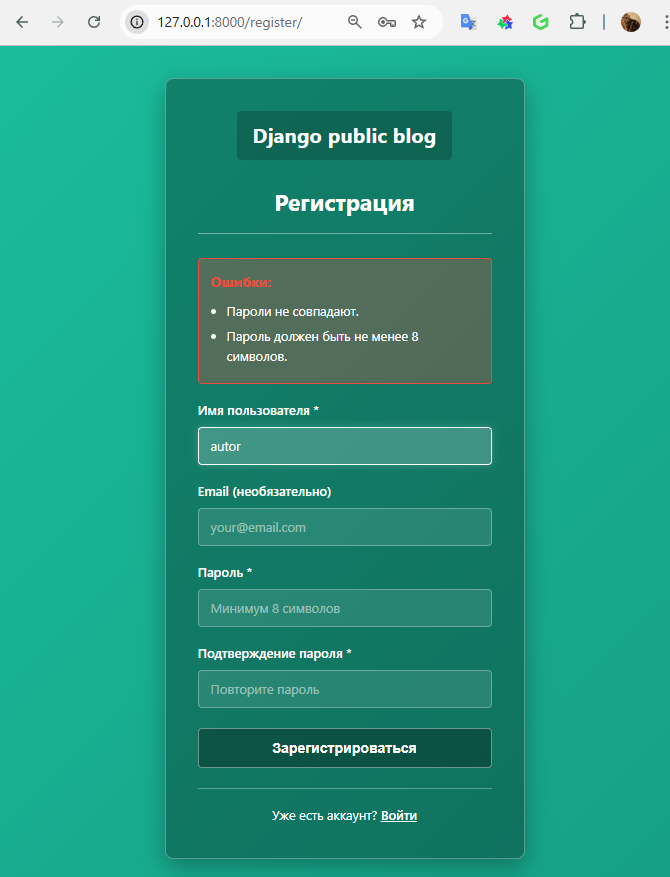 127.0.0.1:8000/register/
Django public blog
Регистрация
Ошибки:
Пароли не совпадают.
Пароль должен быть не менее 8
символов.
Имя пользователя *
autor
Email (необязательно)
your@email.com
Пароль *
Минимум 8 символов
Подтверждение пароля *
Повторите пароль
Зарегистрироваться
Уже есть аккаунт? Войти